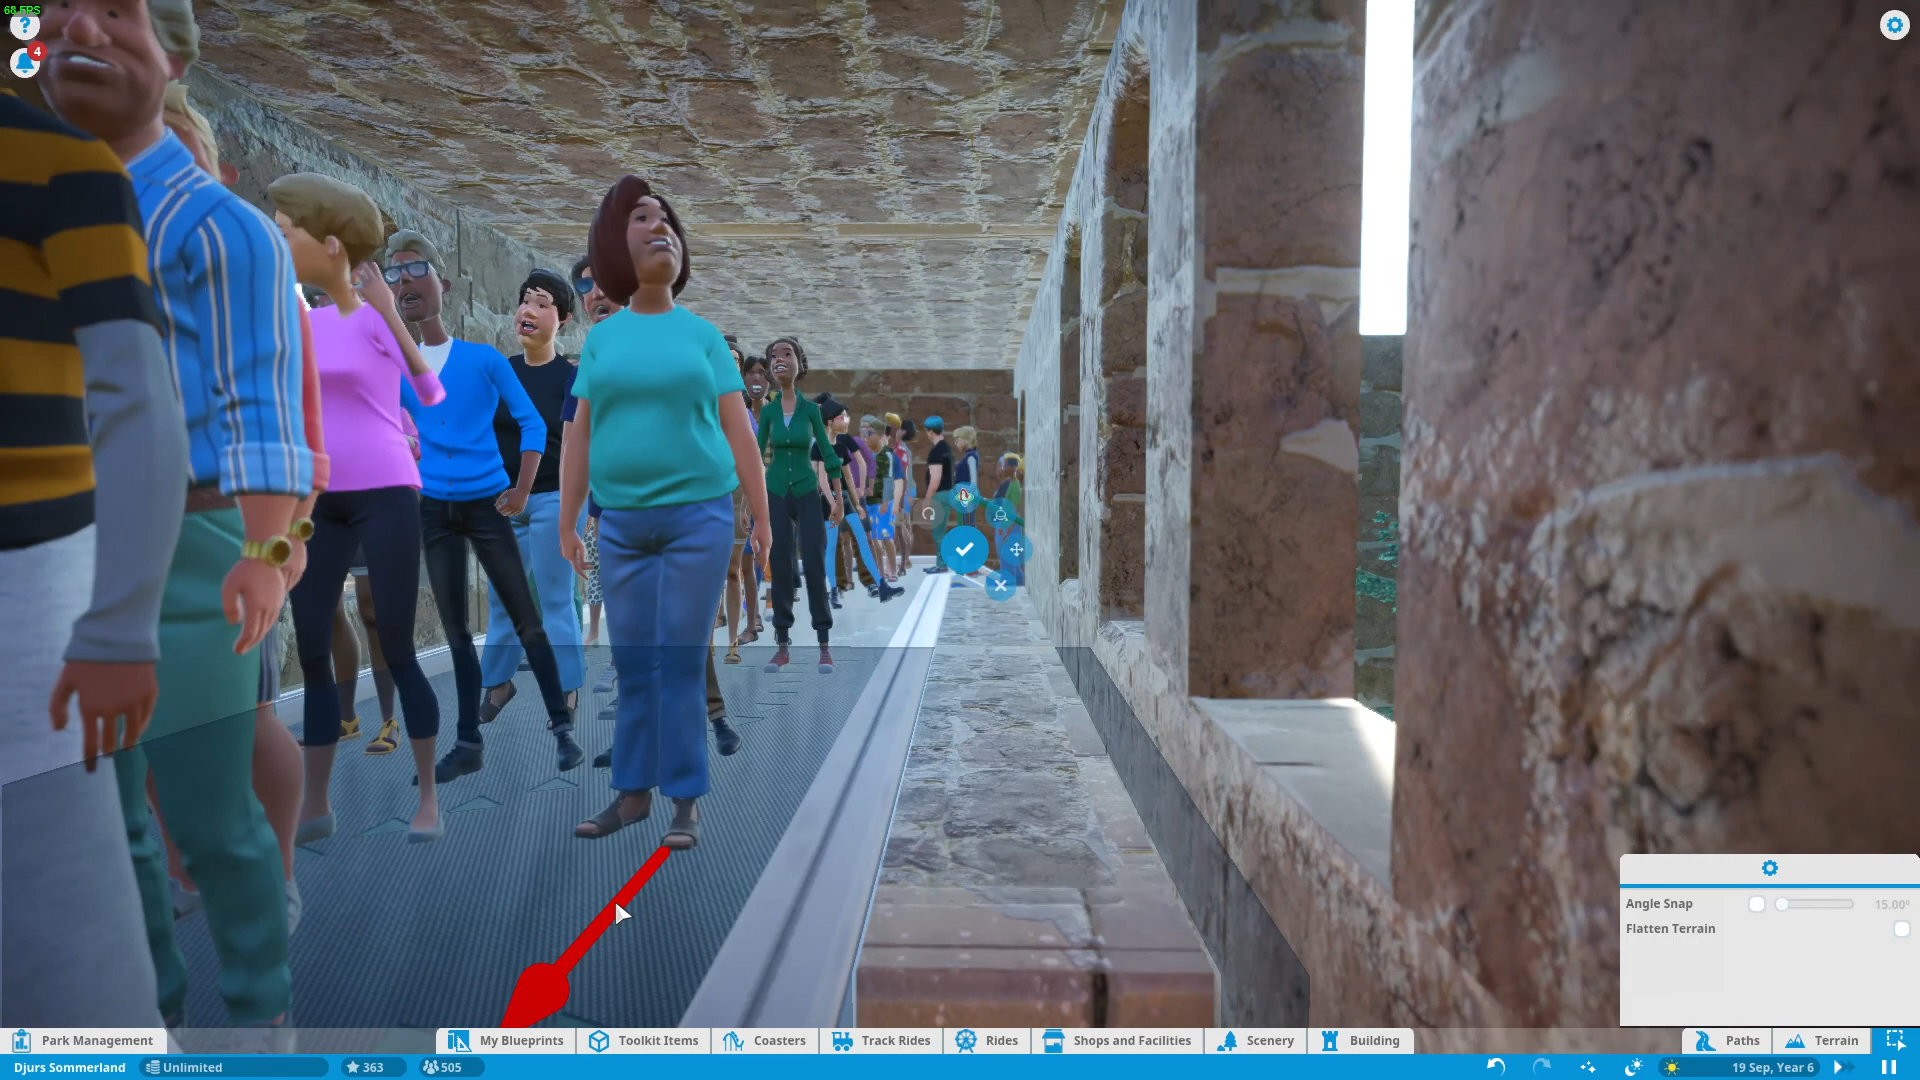 68 FPS
?
4
Angle Snap 15.00°
Flatten Terrain
Park Management My Blueprints Toolkit Items Coasters Track Rides Rides Shops and Facilities Scenery Building Paths Terrain
Djurs Sommerland Unlimited 363 505 19 Sep, Year 6